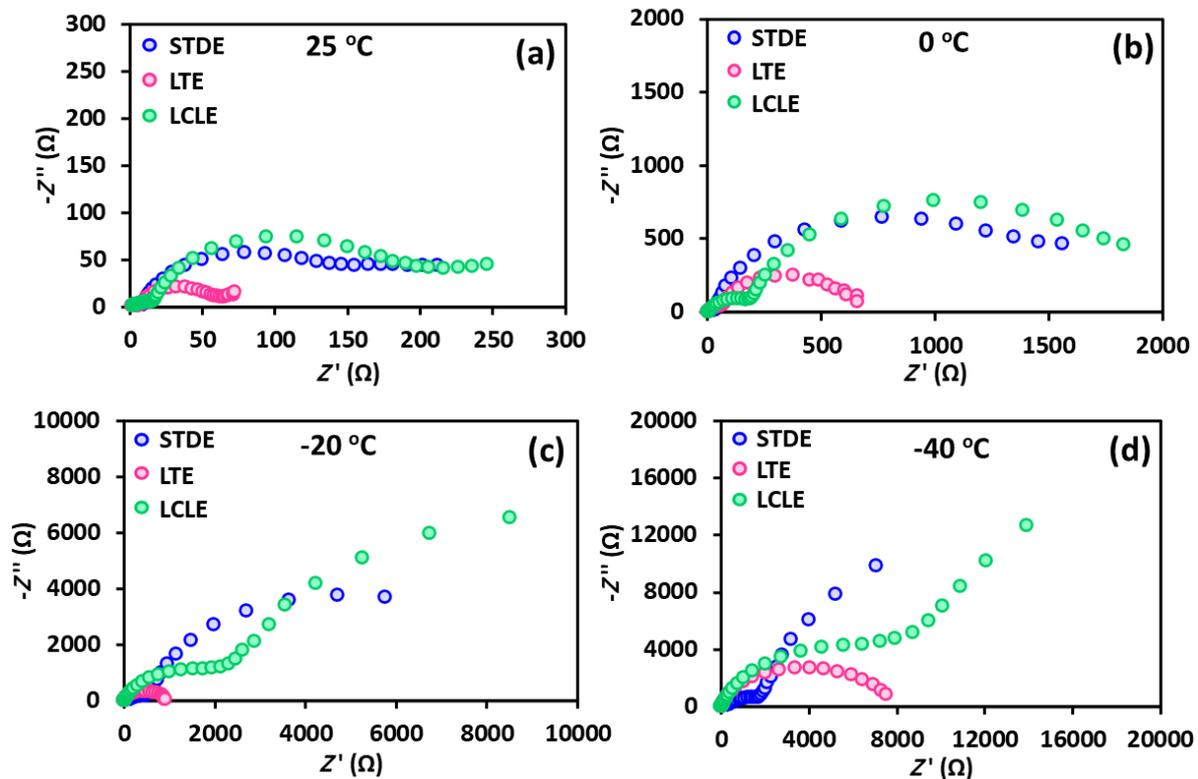 300
250
200
150
100
50
0
-Z'' (Ω)
STDE
LTE
LCLE
25 °C
(a)
0 50 100 150 200 250 300
Z' (Ω)
2000
1500
1000
500
0
-Z'' (Ω)
STDE
LTE
LCLE
0 °C
(b)
0 500 1000 1500 2000
Z' (Ω)
10000
8000
6000
4000
2000
0
-Z'' (Ω)
STDE
LTE
LCLE
-20 °C
(c)
0 2000 4000 6000 8000 10000
Z' (Ω)
20000
16000
12000
8000
4000
0
-Z'' (Ω)
STDE
LTE
LCLE
-40 °C
(d)
0 4000 8000 12000 16000 20000
Z' (Ω)